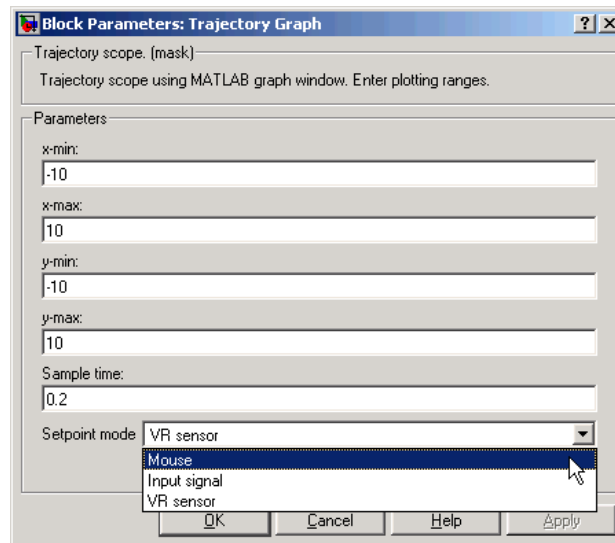 Block Parameters: Trajectory Graph
Trajectory scope. (mask)
Trajectory scope using MATLAB graph window. Enter plotting ranges.
Parameters
x-min:
-10
x-max:
10
y-min:
-10
y-max:
10
Sample time:
0.2
Setpoint mode VR sensor
Mouse
Input signal
VR sensor
OK Cancel Help Apply